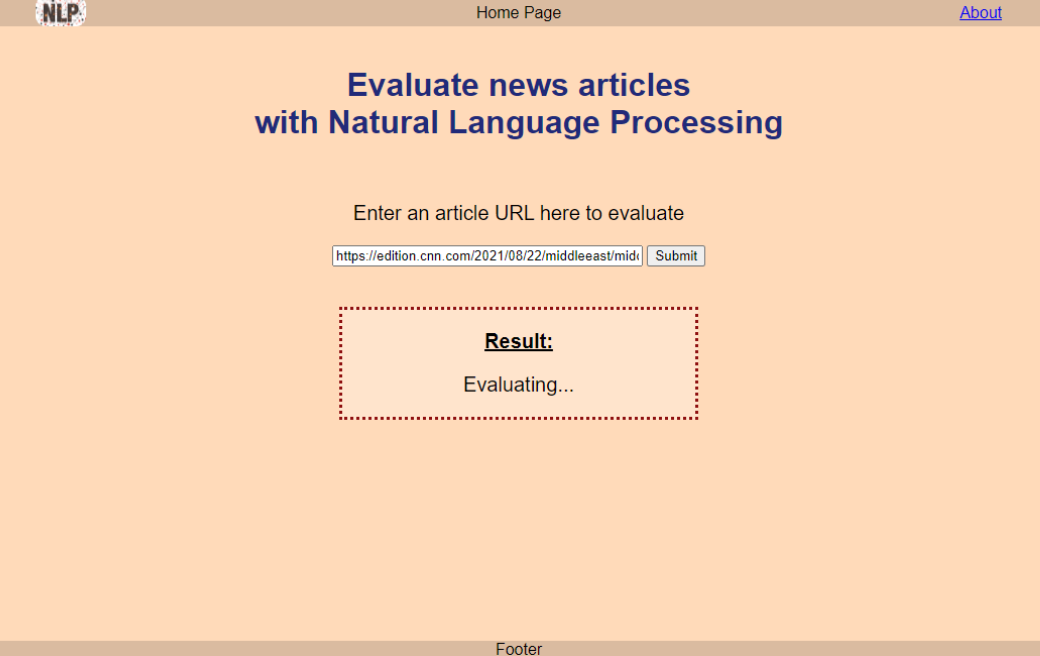 NLP
Home Page
About
Evaluate news articles
with Natural Language Processing
Enter an article URL here to evaluate
https://edition.cnn.com/2021/08/22/middleeast/mid
Submit
Result:
Evaluating...
Footer